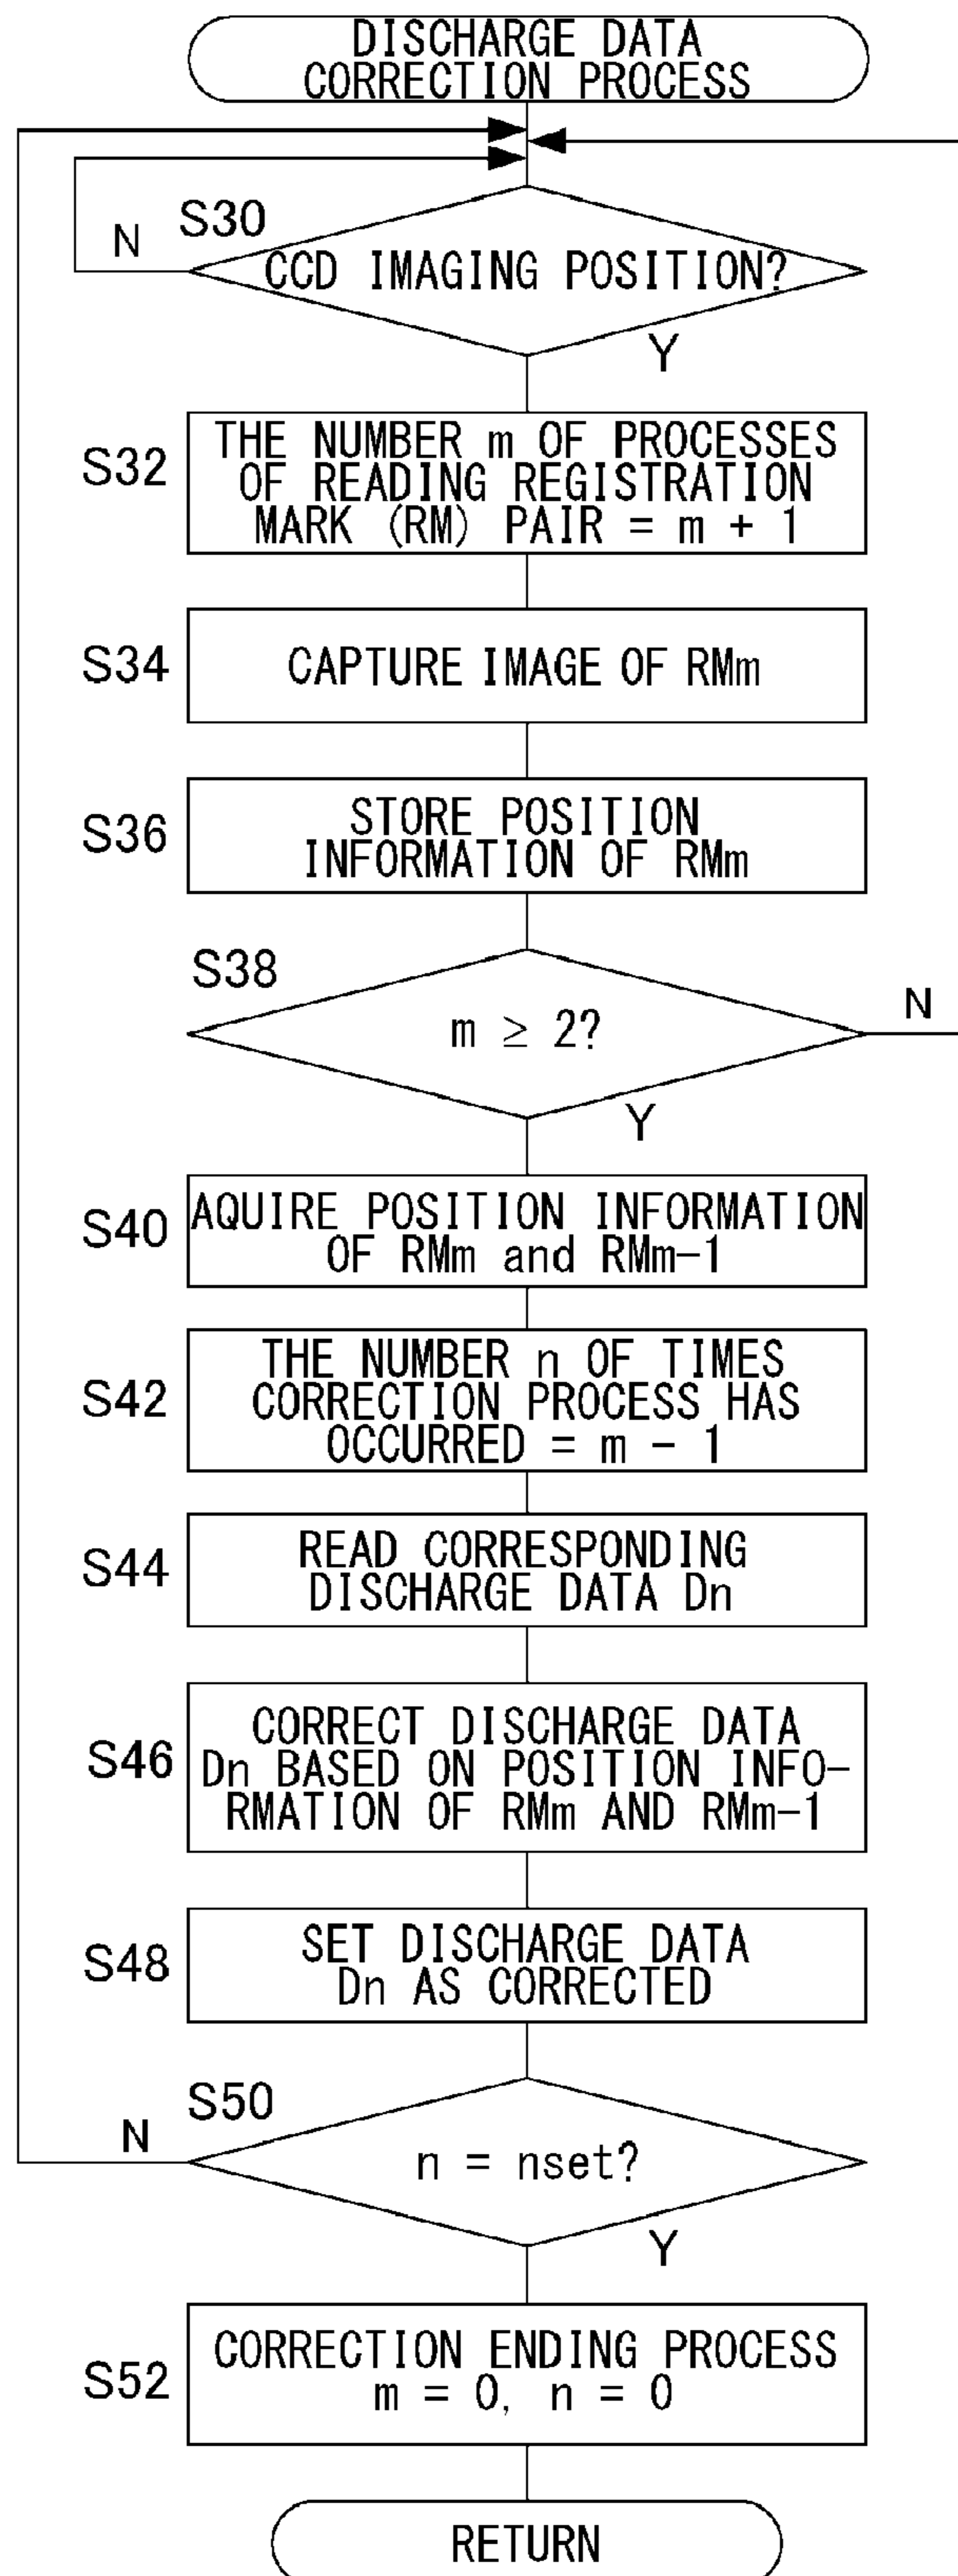 DISCHARGE DATA
CORRECTION PROCESS
S30
N
CCD IMAGING POSITION?
Y
S32
THE NUMBER m OF PROCESSES
OF READING REGISTRATION
MARK (RM) PAIR = m + 1
S34
CAPTURE IMAGE OF RMm
S36
STORE POSITION
INFORMATION OF RMm
S38
m ≥ 2?
N
Y
S40
AQUIRE POSITION INFORMATION
OF RMm and RMm-1
S42
THE NUMBER n OF TIMES
CORRECTION PROCESS HAS
OCCURRED = m - 1
S44
READ CORRESPONDING
DISCHARGE DATA Dn
S46
CORRECT DISCHARGE DATA
Dn BASED ON POSITION INFO-
RMATION OF RMm AND RMm-1
S48
SET DISCHARGE DATA
Dn AS CORRECTED
S50
N
n = nset?
Y
S52
CORRECTION ENDING PROCESS
m = 0, n = 0
RETURN